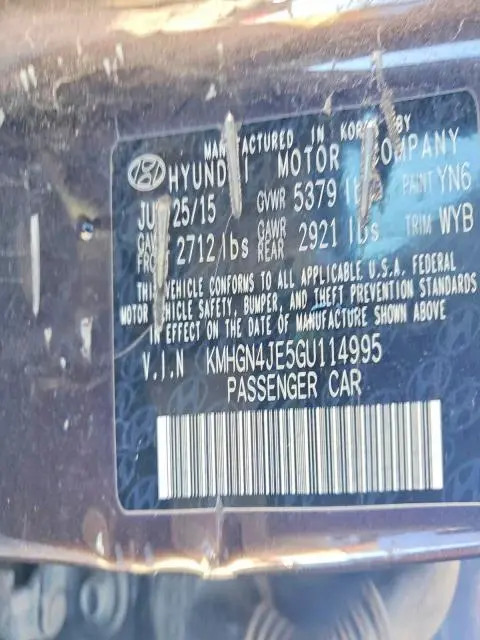 MANUFACTURED IN KOREA BY
HYUNDAI MOTOR COMPANY
25/15 GVWR 5379 PAINT YN6
2712 lbs GAWR REAR 2921 lbs TRIM WYB
THIS VEHICLE CONFORMS TO ALL APPLICABLE U.S.A. FEDERAL
MOTOR VEHICLE SAFETY, BUMPER, AND THEFT PREVENTION STANDARDS
IN EFFECT ON THE DATE OF MANUFACTURE SHOWN ABOVE
V.I.N KMHGN4JE5GU114995
PASSENGER CAR